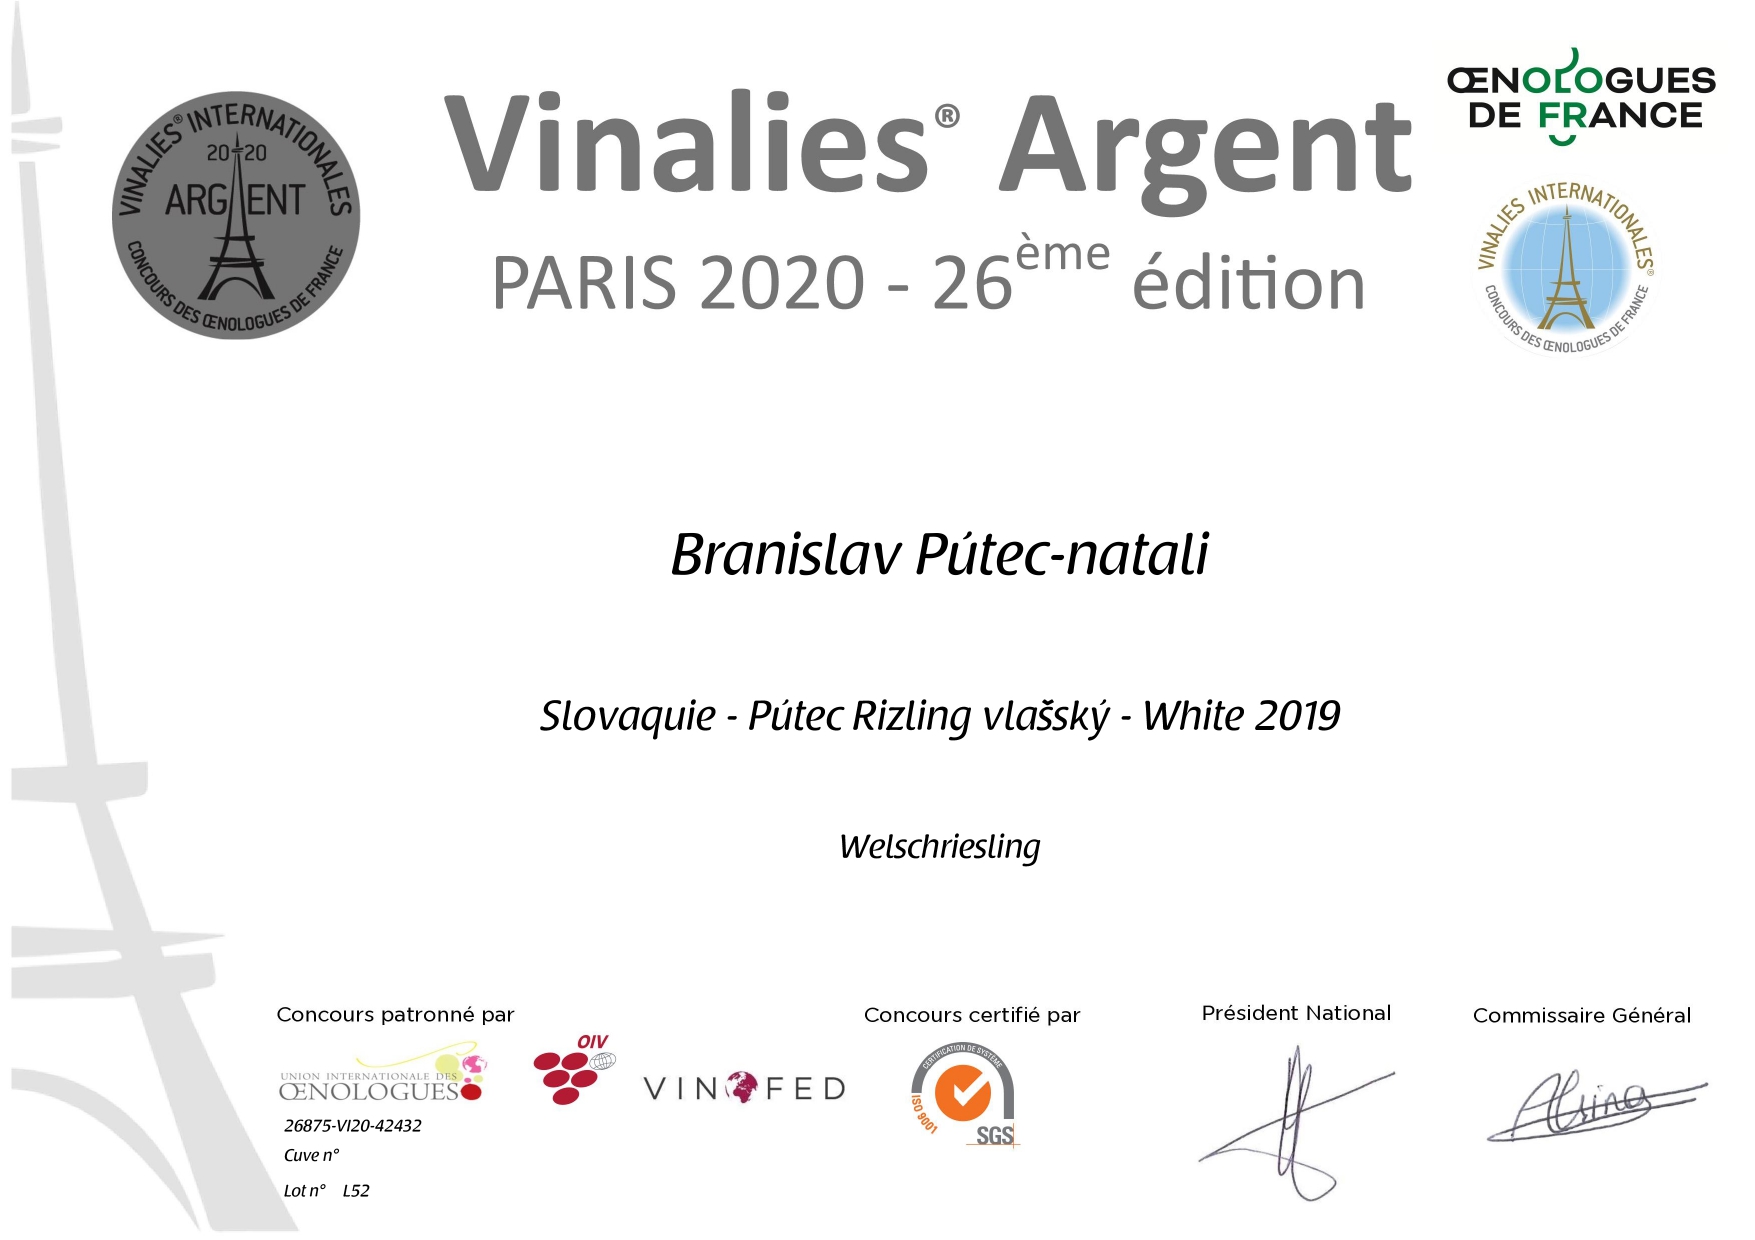 VINALIES® INTERNATIONALES
2020
ARGENT
CONCOURS DES ŒNOLOGUES DE FRANCE
Vinalies® Argent
PARIS 2020 - 26ème édition
ŒNOLOGUES
DE FRANCE
VINALIES INTERNATIONALES®
CONCOURS DES ŒNOLOGUES DE FRANCE
Branislav Pútec-natali
Slovaquie - Pútec Rizling vlašský - White 2019
Welschriesling
Concours patronné par
UNION INTERNATIONALE DES
ŒNOLOGUES
OIV
VINOFED
26875-VI20-42432
Cuve n°
Lot n° L52
Concours certifié par
CERTIFICATION DE SYSTÈME
ISO 9001
SGS
Président National
Commissaire Général